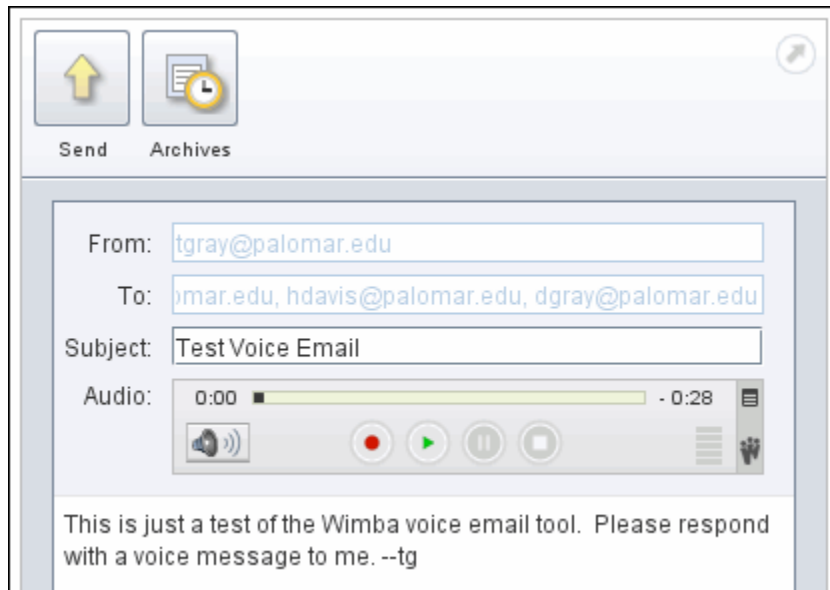 Send Archives
From: tgray@palomar.edu
To: omar.edu, hdavis@palomar.edu, dgray@palomar.edu
Subject: Test Voice Email
Audio: 0:00 - 0:28
This is just a test of the Wimba voice email tool.  Please respond
with a voice message to me. --tg